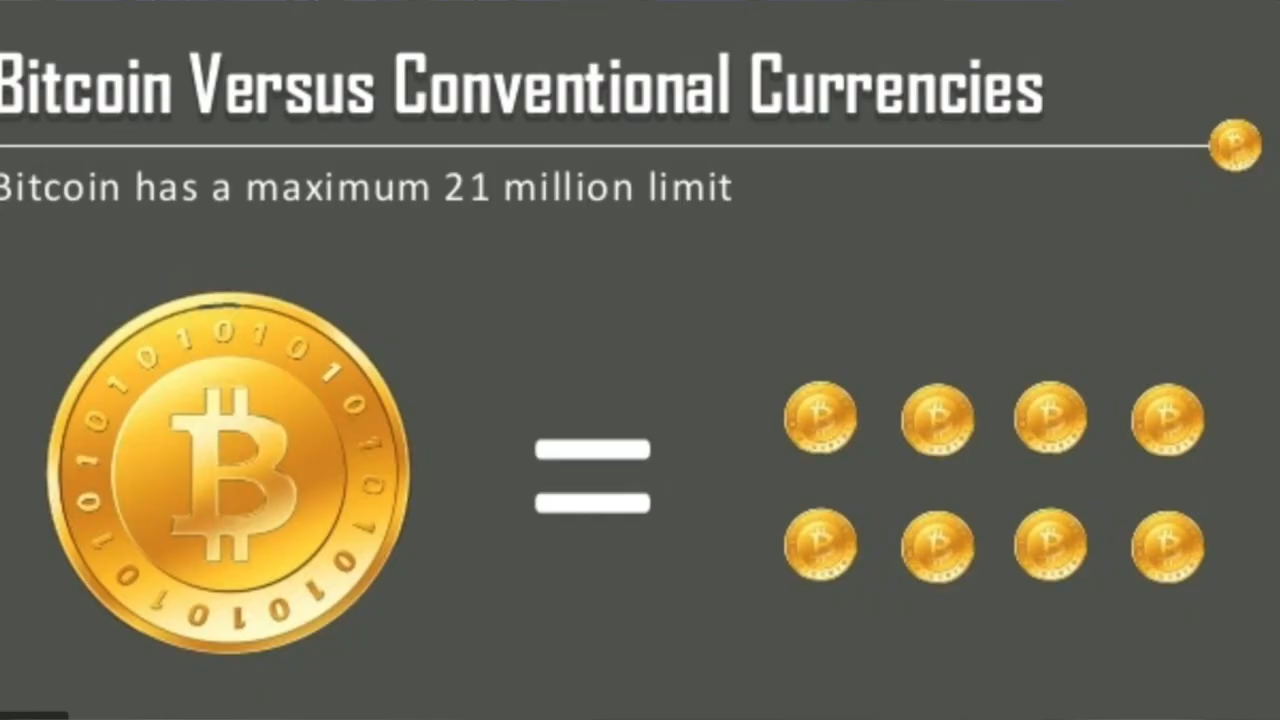 Bitcoin Versus Conventional Currencies
Bitcoin has a maximum 21 million limit